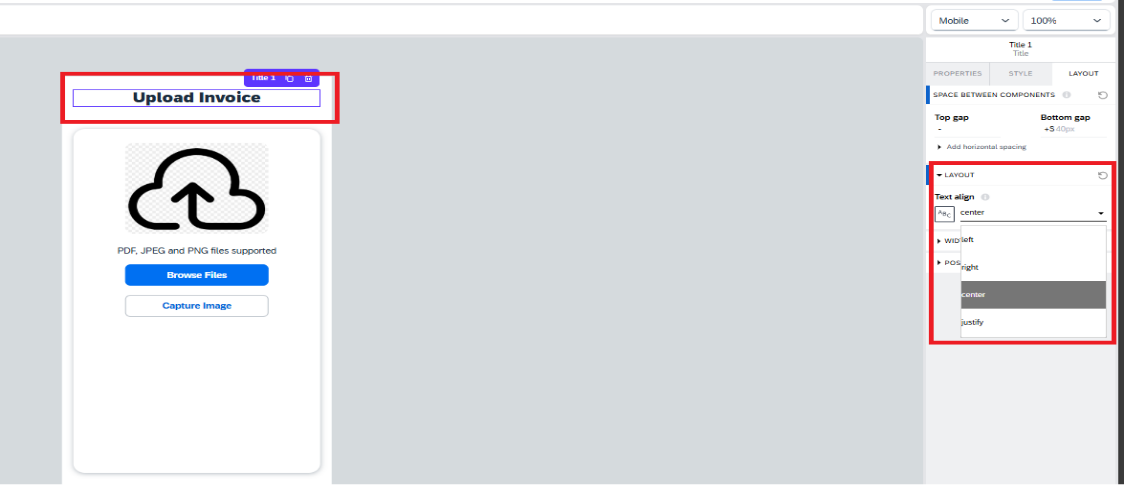 Mobile
100%
Title 1
Title
PROPERTIES
STYLE
LAYOUT
SPACE BETWEEN COMPONENTS
Top gap
Bottom gap
-
+S 40px
Add horizontal spacing
LAYOUT
Text align
ABC
center
left
right
center
justify
WID
POS
Title 1
Upload Invoice
PDF, JPEG and PNG files supported
Browse Files
Capture Image